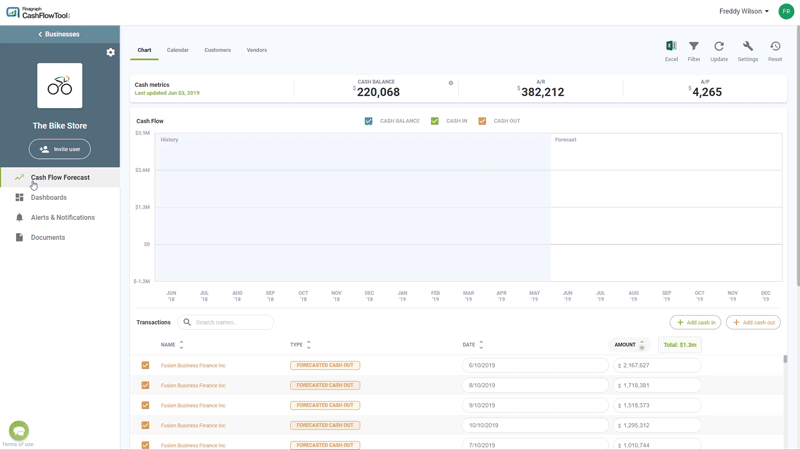 Finagraph
CashFlowTool
Freddy Wilson
FR
Businesses
The Bike Store
Invite user
Cash Flow Forecast
Dashboards
Alerts & Notifications
Documents
Terms of use
Chart Calendar Customers Vendors
Excel Filter Update Settings Reset
Cash metrics
Last updated Jun 03, 2019
CASH BALANCE
$220,068
A/R
$382,212
A/P
$4,265
Cash Flow
CASH BALANCE CASH IN CASH OUT
History Forecast
$3.9M
$2.6M
$1.3M
$0
$-1.3M
JUN '18
JUL '18
AUG '18
SEP '18
OCT '18
NOV '18
DEC '18
JAN '19
FEB '19
MAR '19
APR '19
MAY '19
JUN '19
JUL '19
AUG '19
SEP '19
OCT '19
NOV '19
DEC '19
Transactions
Search names...
Add cash in
Add cash out
NAME TYPE DATE AMOUNT Total: $1.3m
Fusion Business Finance Inc FORECASTED CASH OUT 6/10/2019 $ 2,167,627
Fusion Business Finance Inc FORECASTED CASH OUT 8/10/2019 $ 1,718,381
Fusion Business Finance Inc FORECASTED CASH OUT 9/10/2019 $ 1,518,373
Fusion Business Finance Inc FORECASTED CASH OUT 10/10/2019 $ 1,295,312
Fusion Business Finance Inc FORECASTED CASH OUT 7/10/2019 $ 1,010,744